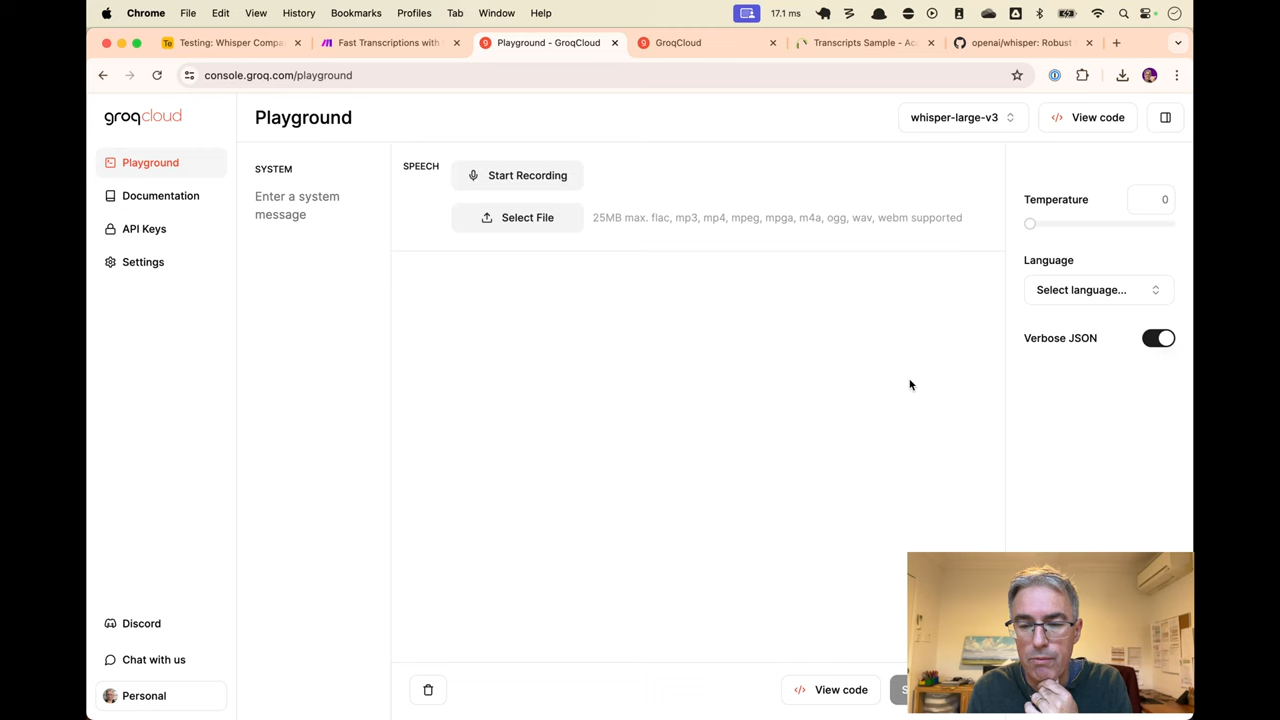 Chrome File Edit View History Bookmarks Profiles Tab Window Help 17.1 ms
Testing: Whisper Compa
Fast Transcriptions with
Playground - GroqCloud
GroqCloud
Transcripts Sample - Ac
openai/whisper: Robust
console.groq.com/playground
groqcloud
Playground
Documentation
API Keys
Settings
Discord
Chat with us
Personal
Playground
whisper-large-v3
View code
SYSTEM
Enter a system
message
SPEECH
Start Recording
Select File
25MB max. flac, mp3, mp4, mpeg, mpga, m4a, ogg, wav, webm supported
Temperature 0
Language
Select language...
Verbose JSON
View code